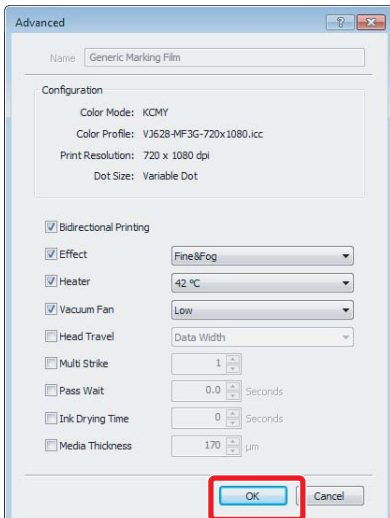 Advanced
Name Generic Marking Film
Configuration
Color Mode: KCMY
Color Profile: VJ628-MF3G-720x1080.icc
Print Resolution: 720 x 1080 dpi
Dot Size: Variable Dot
Bidirectional Printing
Effect Fine&Fog
Heater 42 ℃
Vacuum Fan Low
Head Travel Data Width
Multi Strike 1
Pass Wait 0.0 Seconds
Ink Drying Time 0 Seconds
Media Thickness 170 µm
OK Cancel